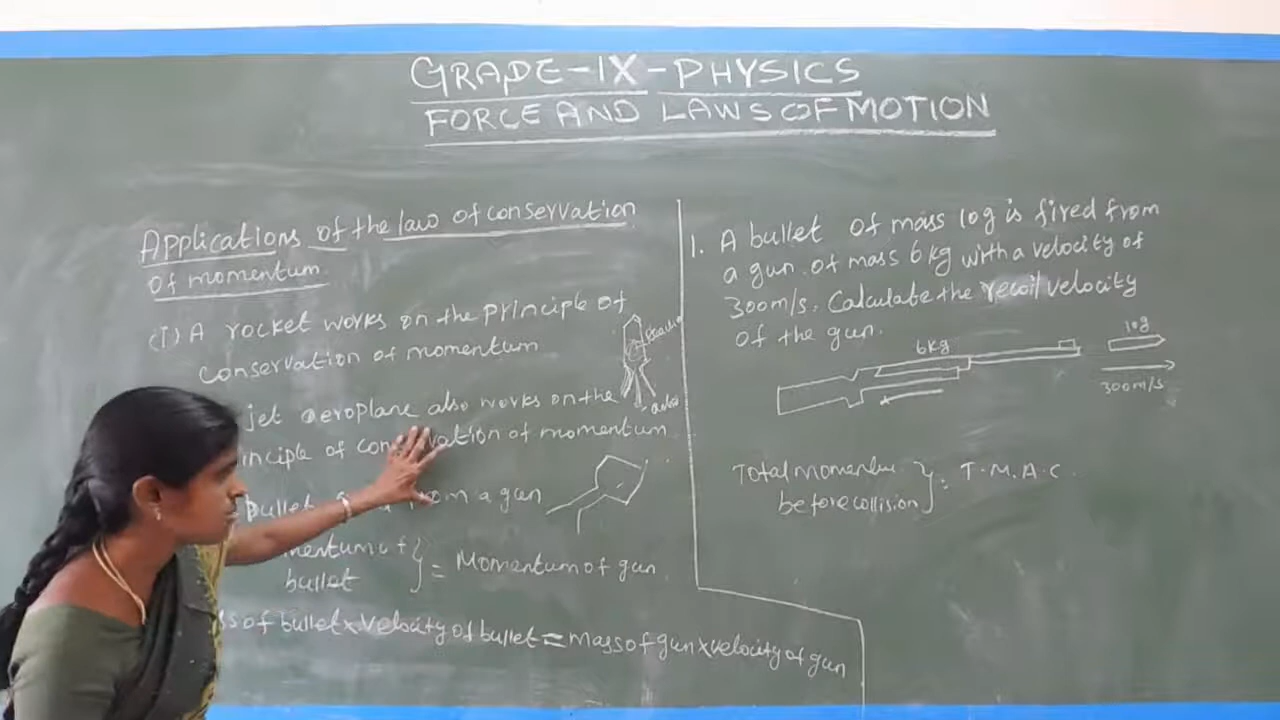 GRADE-IX-PHYSICS
FORCE AND LAWS OF MOTION
Applications of the law of conservation
of momentum
(I) A rocket works on the principle of
conservation of momentum
jet aeroplane also works on the
inciple of conservation of momentum
bullet from a gun
mentum of
bullet } = Momentum of gun
ss of bullet x velocity of bullet = mass of gun x velocity of gun
1. A bullet of mass 10g is fired from
a gun of mass 6kg with a velocity of
300m/s. Calculate the recoil velocity
of the gun.
6kg
10g
300m/s
Total momentum
before collision } = T.M.A.C.